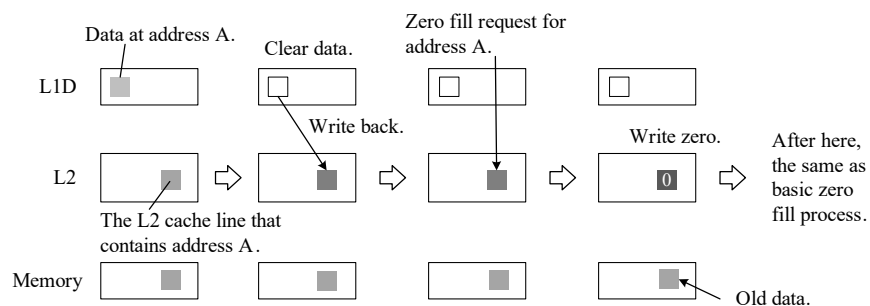 Data at address A.
Clear data.
Zero fill request for
address A.
L1D
Write back.
Write zero.
After here,
the same as
basic zero
fill process.
L2
0
The L2 cache line that
contains address A.
Memory
Old data.